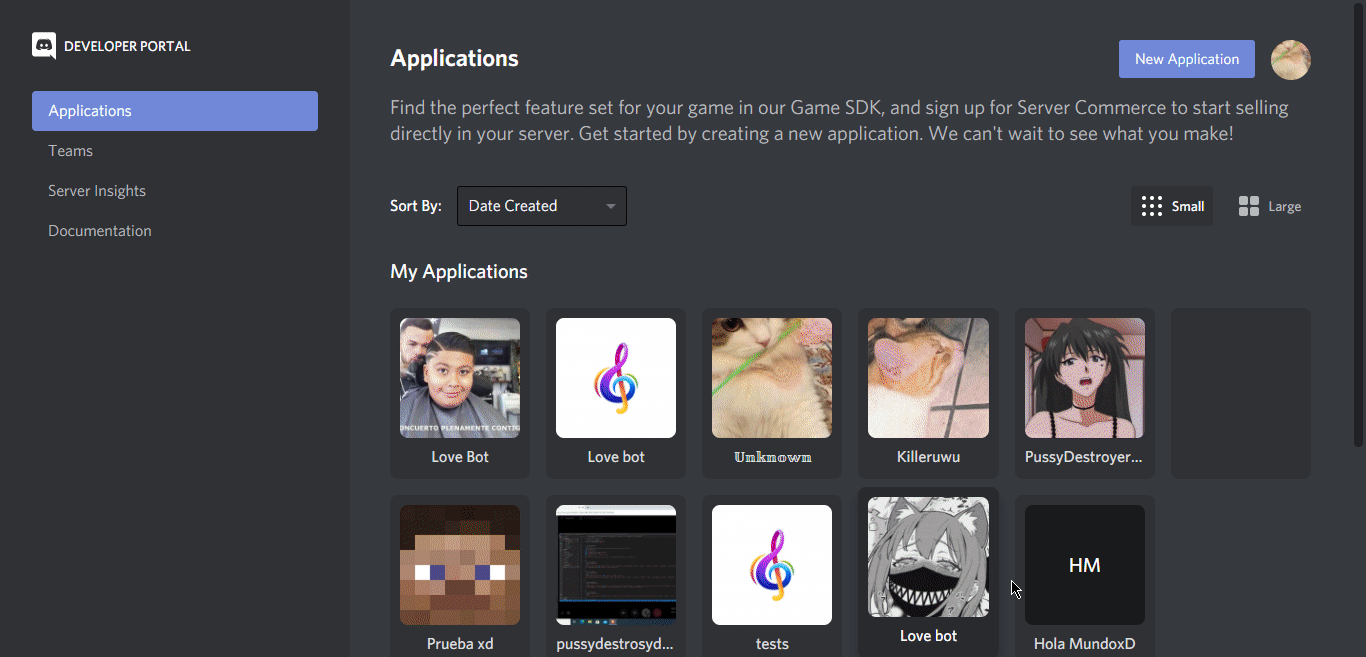 DEVELOPER PORTAL
Applications
Teams
Server Insights
Documentation
Applications
New Application
Find the perfect feature set for your game in our Game SDK, and sign up for Server Commerce to start selling
directly in your server. Get started by creating a new application. We can't wait to see what you make!
Sort By:
Date Created
Small
Large
My Applications
ONCUERTO PLENAMENTE CONTIG
Love Bot
Love bot
𝕌𝕟𝕜𝕟𝕠𝕨𝕟
Killeruwu
PussyDestroyer...
HM
Prueba xd
pussydestrosyd...
tests
Love bot
Hola MundoxD